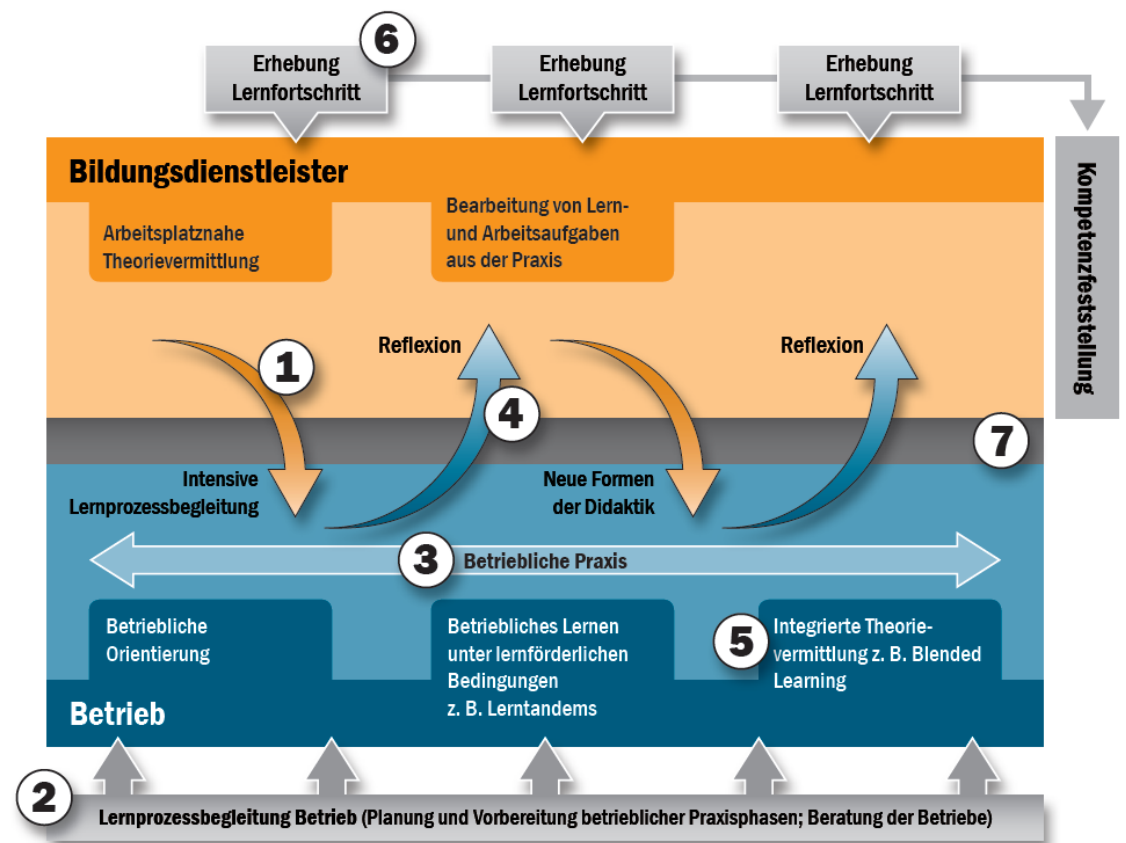 6
Erhebung
Lernfortschritt
Erhebung
Lernfortschritt
Erhebung
Lernfortschritt
Bildungsdienstleister
Kompetenzfeststellung
Arbeitsplatznahe
Theorievermittlung
Bearbeitung von Lern-
und Arbeitsaufgaben
aus der Praxis
1
Reflexion
4
Reflexion
7
Intensive
Lernprozessbegleitung
Neue Formen
der Didaktik
3
Betriebliche Praxis
Betriebliche
Orientierung
Betriebliches Lernen
unter lernförderlichen
Bedingungen
z. B. Lerntandems
5
Integrierte Theorie-
vermittlung z. B. Blended
Learning
Betrieb
2
Lernprozessbegleitung Betrieb (Planung und Vorbereitung betrieblicher Praxisphasen; Beratung der Betriebe)